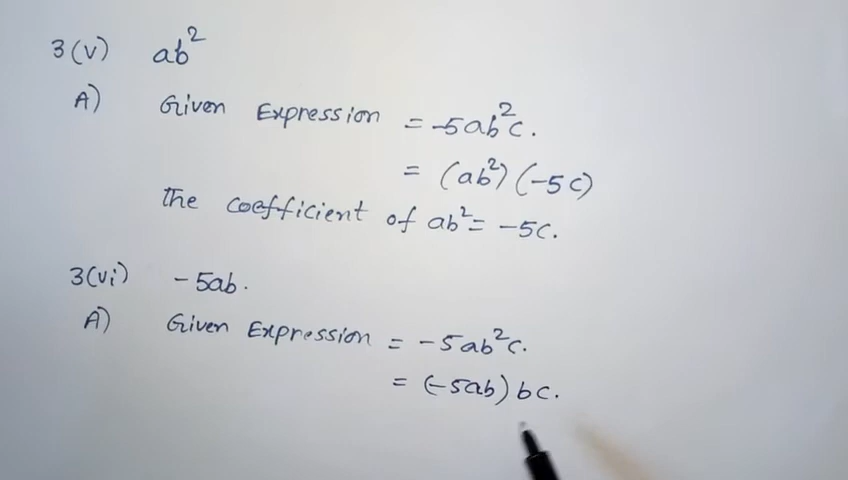 3(v) ab²
A) Given Expression = -5ab²c.
= (ab²)(-5c)
The coefficient of ab² = -5c.
3(vi) -5ab.
A) Given Expression = -5ab²c.
= (-5ab) bc.